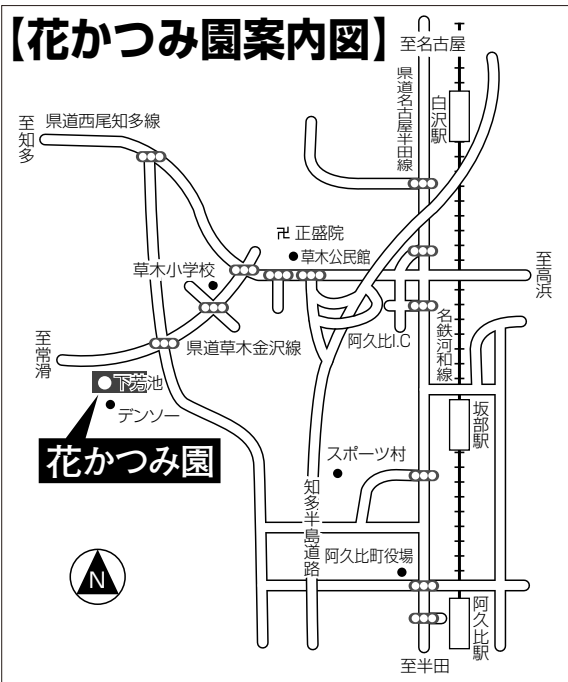 【花かつみ園案内図】
至名古屋
県道西尾知多線
至知多
県道名古屋半田線
白沢駅
卍 正盛院
草木公民館
草木小学校
至高浜
至常滑
県道草木金沢線
阿久比I.C
名鉄河和線
下芳池
デンソー
坂部駅
花かつみ園
スポーツ村
知多半島道路
N
阿久比町役場
阿久比駅
至半田